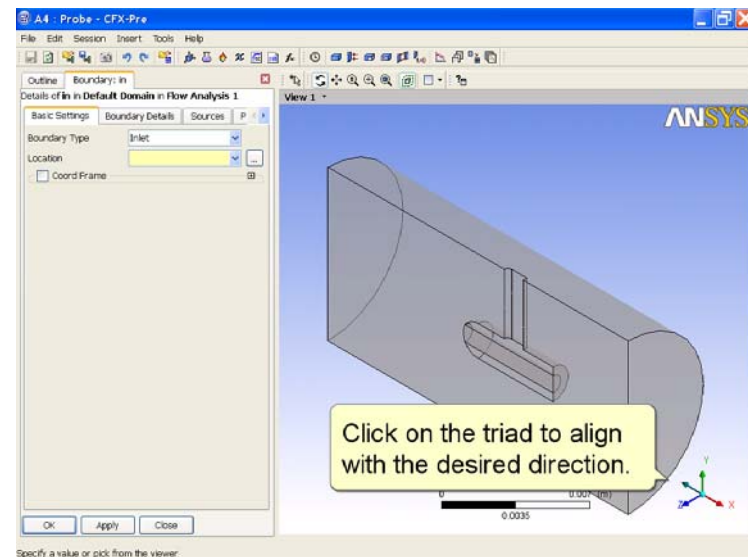 A4 : Probe - CFX-Pre
File Edit Session Insert Tools Help
Outline Boundary: in
Details of in in Default Domain in Flow Analysis 1
Basic Settings Boundary Details Sources P
Boundary Type Inlet
Location
...
Coord Frame
View 1
ANSYS
Click on the triad to align
with the desired direction.
Y
Z X
0 0.007 (m)
0.0035
OK Apply Close
Specify a value or pick from the viewer